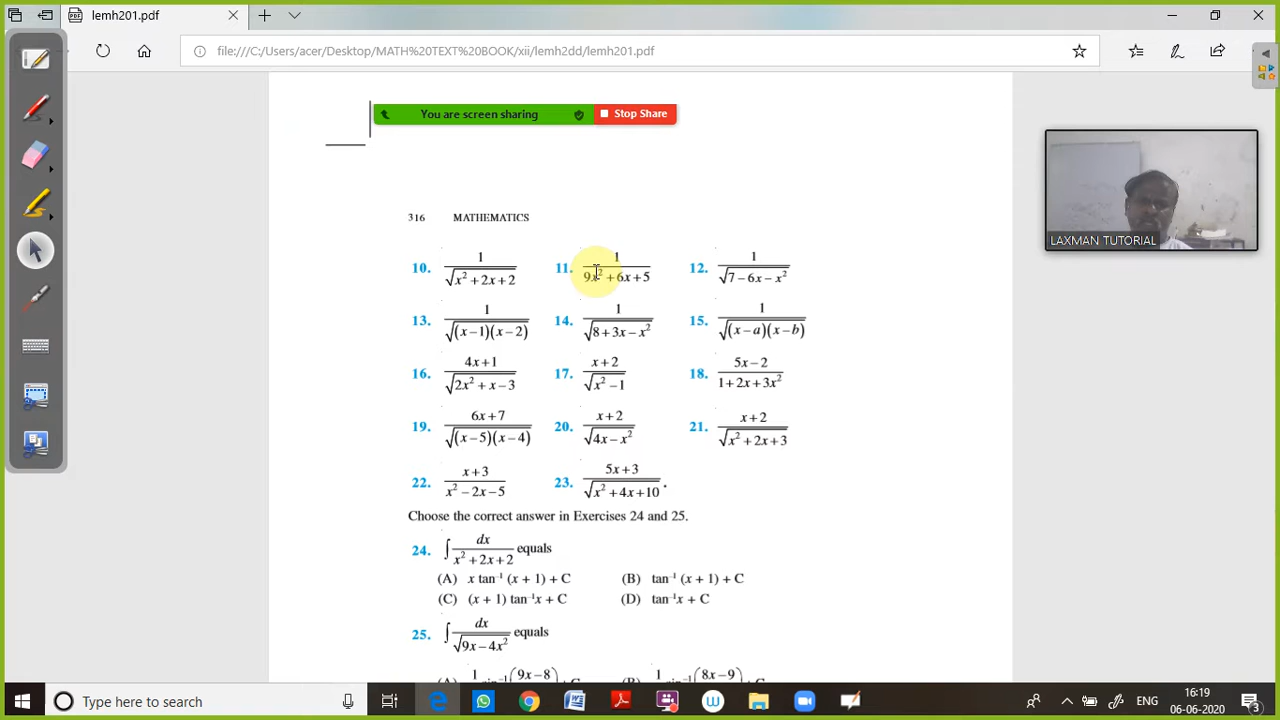 lemh201.pdf
file:///C:/Users/acer/Desktop/MATH%20TEXT%20BOOK/xii/lemh2dd/lemh201.pdf
You are screen sharing
Stop Share
LAXMAN TUTORIAL
316 MATHEMATICS
10. 1/√(x² + 2x + 2) 11. 1/(9x² + 6x + 5) 12. 1/√(7 – 6x – x²)
13. 1/√((x – 1)(x – 2)) 14. 1/√(8 + 3x – x²) 15. 1/√((x – a)(x – b))
16. (4x + 1)/√(2x² + x – 3) 17. (x + 2)/√(x² – 1) 18. (5x – 2)/(1 + 2x + 3x²)
19. (6x + 7)/√((x – 5)(x – 4)) 20. (x + 2)/√(4x – x²) 21. (x + 2)/√(x² + 2x + 3)
22. (x + 3)/(x² – 2x – 5) 23. (5x + 3)/√(x² + 4x + 10) .
Choose the correct answer in Exercises 24 and 25.
24. ∫ dx/(x² + 2x + 2) equals
(A) x tan⁻¹ (x + 1) + C (B) tan⁻¹ (x + 1) + C
(C) (x + 1) tan⁻¹x + C (D) tan⁻¹x + C
25. ∫ dx/√(9x – 4x²) equals
Type here to search
ENG
16:19
06-06-2020
3